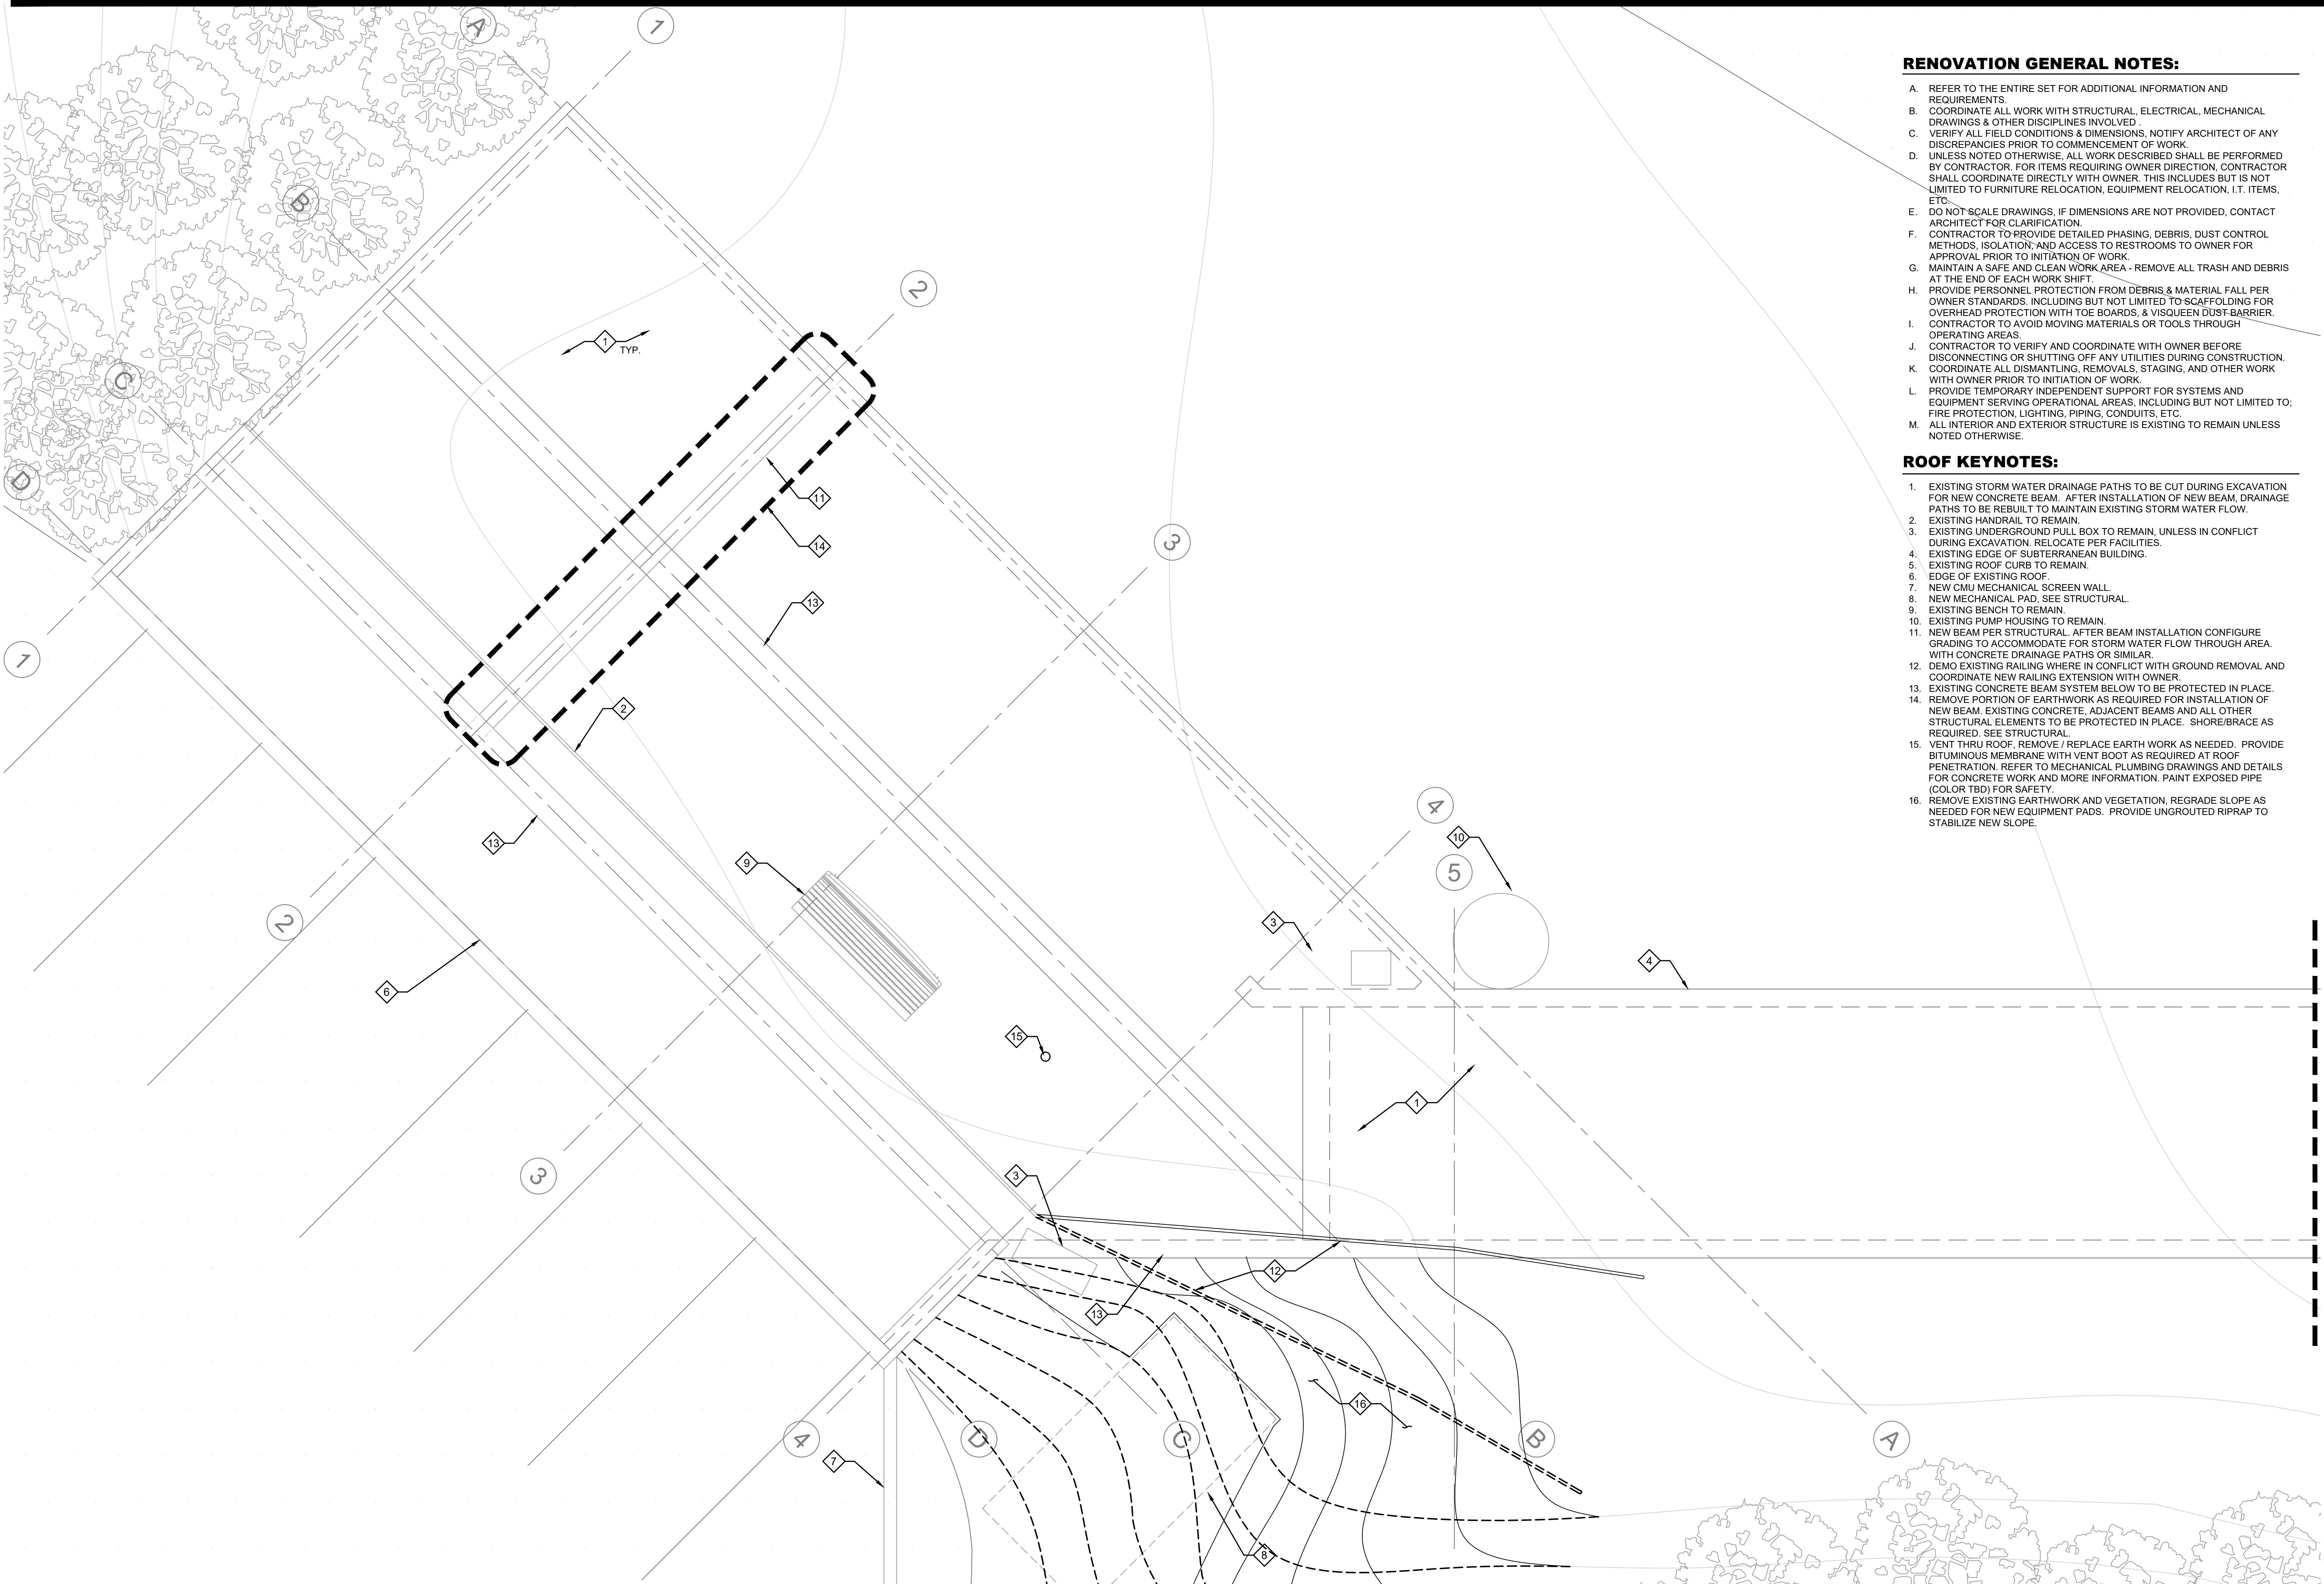 RENOVATION GENERAL NOTES:
A. REFER TO THE ENTIRE SET FOR ADDITIONAL INFORMATION AND
REQUIREMENTS.
B. COORDINATE ALL WORK WITH STRUCTURAL, ELECTRICAL, MECHANICAL
DRAWINGS & OTHER DISCIPLINES INVOLVED .
C. VERIFY ALL FIELD CONDITIONS & DIMENSIONS, NOTIFY ARCHITECT OF ANY
DISCREPANCIES PRIOR TO COMMENCEMENT OF WORK.
D. UNLESS NOTED OTHERWISE, ALL WORK DESCRIBED SHALL BE PERFORMED
BY CONTRACTOR. FOR ITEMS REQUIRING OWNER DIRECTION, CONTRACTOR
SHALL COORDINATE DIRECTLY WITH OWNER. THIS INCLUDES BUT IS NOT
LIMITED TO FURNITURE RELOCATION, EQUIPMENT RELOCATION, I.T. ITEMS,
ETC.
E. DO NOT SCALE DRAWINGS, IF DIMENSIONS ARE NOT PROVIDED, CONTACT
ARCHITECT FOR CLARIFICATION.
F. CONTRACTOR TO PROVIDE DETAILED PHASING, DEBRIS, DUST CONTROL
METHODS, ISOLATION, AND ACCESS TO RESTROOMS TO OWNER FOR
APPROVAL PRIOR TO INITIATION OF WORK.
G. MAINTAIN A SAFE AND CLEAN WORK AREA - REMOVE ALL TRASH AND DEBRIS
AT THE END OF EACH WORK SHIFT.
H. PROVIDE PERSONNEL PROTECTION FROM DEBRIS & MATERIAL FALL PER
OWNER STANDARDS. INCLUDING BUT NOT LIMITED TO SCAFFOLDING FOR
OVERHEAD PROTECTION WITH TOE BOARDS, & VISQUEEN DUST BARRIER.
I. CONTRACTOR TO AVOID MOVING MATERIALS OR TOOLS THROUGH
OPERATING AREAS.
J. CONTRACTOR TO VERIFY AND COORDINATE WITH OWNER BEFORE
DISCONNECTING OR SHUTTING OFF ANY UTILITIES DURING CONSTRUCTION.
K. COORDINATE ALL DISMANTLING, REMOVALS, STAGING, AND OTHER WORK
WITH OWNER PRIOR TO INITIATION OF WORK.
L. PROVIDE TEMPORARY INDEPENDENT SUPPORT FOR SYSTEMS AND
EQUIPMENT SERVING OPERATIONAL AREAS, INCLUDING BUT NOT LIMITED TO;
FIRE PROTECTION, LIGHTING, PIPING, CONDUITS, ETC.
M. ALL INTERIOR AND EXTERIOR STRUCTURE IS EXISTING TO REMAIN UNLESS
NOTED OTHERWISE.
ROOF KEYNOTES:
1. EXISTING STORM WATER DRAINAGE PATHS TO BE CUT DURING EXCAVATION
FOR NEW CONCRETE BEAM. AFTER INSTALLATION OF NEW BEAM, DRAINAGE
PATHS TO BE REBUILT TO MAINTAIN EXISTING STORM WATER FLOW.
2. EXISTING HANDRAIL TO REMAIN.
3. EXISTING UNDERGROUND PULL BOX TO REMAIN, UNLESS IN CONFLICT
DURING EXCAVATION. RELOCATE PER FACILITIES.
4. EXISTING EDGE OF SUBTERRANEAN BUILDING.
5. EXISTING ROOF CURB TO REMAIN.
6. EDGE OF EXISTING ROOF.
7. NEW CMU MECHANICAL SCREEN WALL.
8. NEW MECHANICAL PAD, SEE STRUCTURAL.
9. EXISTING BENCH TO REMAIN.
10. EXISTING PUMP HOUSING TO REMAIN.
11. NEW BEAM PER STRUCTURAL. AFTER BEAM INSTALLATION CONFIGURE
GRADING TO ACCOMMODATE FOR STORM WATER FLOW THROUGH AREA.
WITH CONCRETE DRAINAGE PATHS OR SIMILAR.
12. DEMO EXISTING RAILING WHERE IN CONFLICT WITH GROUND REMOVAL AND
COORDINATE NEW RAILING EXTENSION WITH OWNER.
13. EXISTING CONCRETE BEAM SYSTEM BELOW TO BE PROTECTED IN PLACE.
14. REMOVE PORTION OF EARTHWORK AS REQUIRED FOR INSTALLATION OF
NEW BEAM. EXISTING CONCRETE, ADJACENT BEAMS AND ALL OTHER
STRUCTURAL ELEMENTS TO BE PROTECTED IN PLACE. SHORE/BRACE AS
REQUIRED. SEE STRUCTURAL.
15. VENT THRU ROOF, REMOVE / REPLACE EARTH WORK AS NEEDED. PROVIDE
BITUMINOUS MEMBRANE WITH VENT BOOT AS REQUIRED AT ROOF
PENETRATION. REFER TO MECHANICAL PLUMBING DRAWINGS AND DETAILS
FOR CONCRETE WORK AND MORE INFORMATION. PAINT EXPOSED PIPE
(COLOR TBD) FOR SAFETY.
16. REMOVE EXISTING EARTHWORK AND VEGETATION, REGRADE SLOPE AS
NEEDED FOR NEW EQUIPMENT PADS. PROVIDE UNGROUTED RIPRAP TO
STABILIZE NEW SLOPE.
A
1
B
2
1
TYP.
C
D
11
14
3
13
1
2
4
10
13
9
5
2
3
4
6
15
1
3
3
12
13
16
4
D
C
B
A
7
8